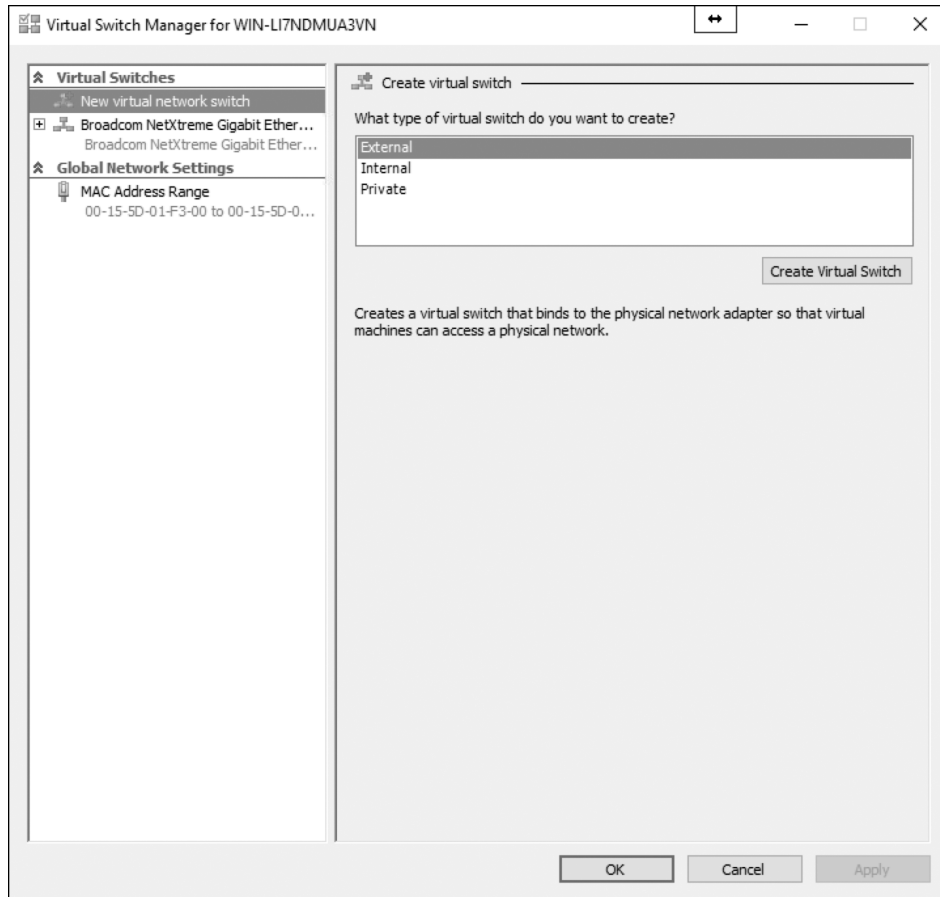 Virtual Switch Manager for WIN-LI7NDMUA3VN
Virtual Switches
New virtual network switch
Broadcom NetXtreme Gigabit Ether...
Broadcom NetXtreme Gigabit Ether...
Global Network Settings
MAC Address Range
00-15-5D-01-F3-00 to 00-15-5D-0...
Create virtual switch
What type of virtual switch do you want to create?
External
Internal
Private
Create Virtual Switch
Creates a virtual switch that binds to the physical network adapter so that virtual
machines can access a physical network.
OK
Cancel
Apply